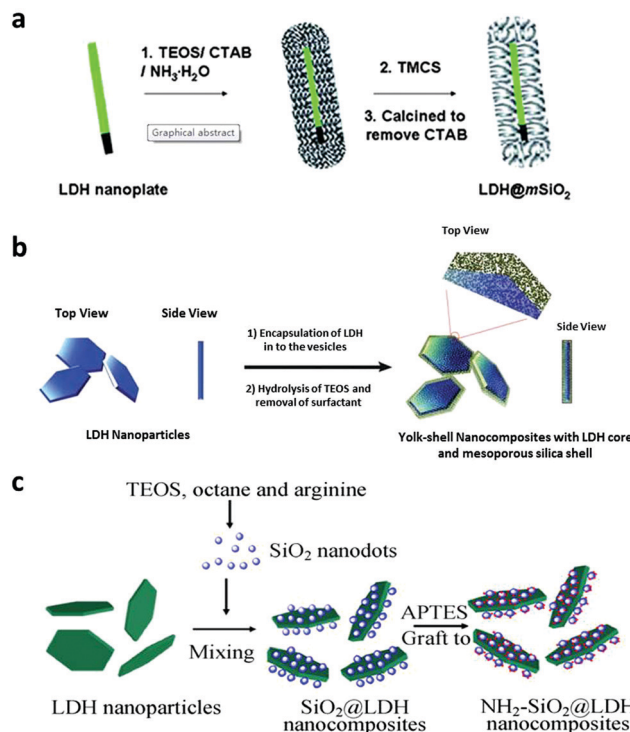 a
1. TEOS/ CTAB
/ NH₃·H₂O
Graphical abstract
LDH nanoplate
2. TMCS
3. Calcined to
remove CTAB
LDH@mSiO₂
b
Top View
Side View
LDH Nanoparticles
1) Encapsulation of LDH
in to the vesicles
2) Hydrolysis of TEOS and
removal of surfactant
Top View
Side View
Yolk-shell Nanocomposites with LDH core
and mesoporous silica shell
c
TEOS, octane and arginine
SiO₂ nanodots
Mixing
LDH nanoparticles
SiO₂@LDH
nanocomposites
APTES
Graft to
NH₂-SiO₂@LDH
nanocomposites